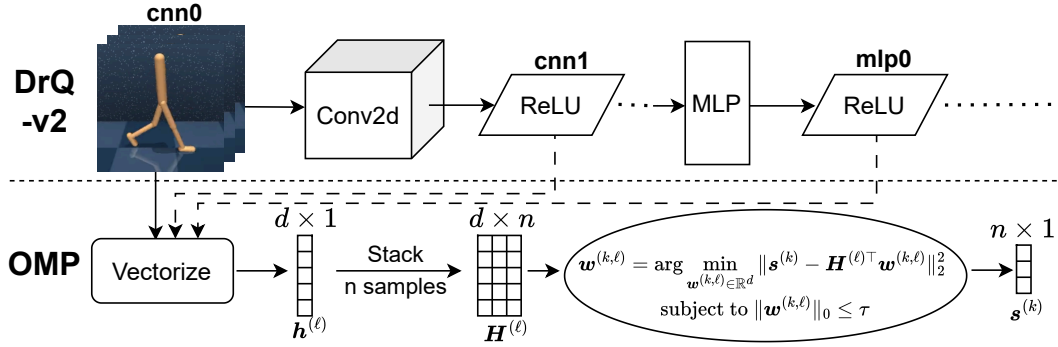 cnn0
DrQ
-v2
Conv2d
cnn1
ReLU
MLP
mlp0
ReLU
OMP
Vectorize
d × 1
h^{(ℓ)}
Stack
n samples
d × n
H^{(ℓ)}
w^{(k,ℓ)} = arg min_{w^{(k,ℓ)}∈ℝ^d} ‖s^{(k)} − H^{(ℓ)⊤} w^{(k,ℓ)}‖_2^2
subject to ‖w^{(k,ℓ)}‖_0 ≤ τ
n × 1
s^{(k)}